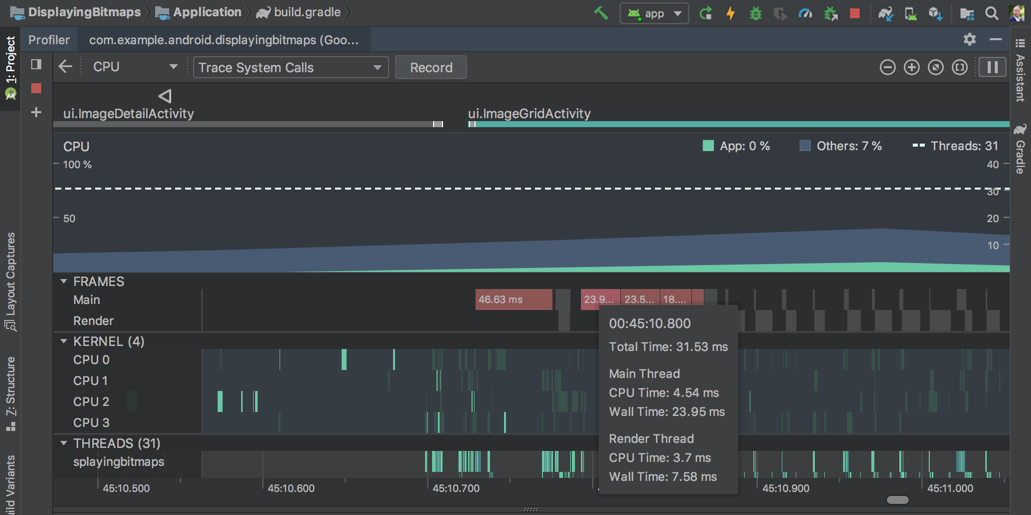 DisplayingBitmaps Application build.gradle app
Profiler com.example.android.displayingbitmaps (Goo...
1: Project
CPU Trace System Calls Record
Assistant
ui.ImageDetailActivity ui.ImageGridActivity
CPU App: 0 % Others: 7 % Threads: 31
100 % 40
Gradle
30
50 20
10
Layout Captures
FRAMES
Main 46.63 ms 23.9... 23.5... 18....
Render
00:45:10.800
Total Time: 31.53 ms
Main Thread
CPU Time: 4.54 ms
Wall Time: 23.95 ms
Render Thread
CPU Time: 3.7 ms
Wall Time: 7.58 ms
KERNEL (4)
CPU 0
CPU 1
CPU 2
CPU 3
Z: Structure
THREADS (31)
splayingbitmaps
45:10.500 45:10.600 45:10.700 45:10.900 45:11.000
ild Variants